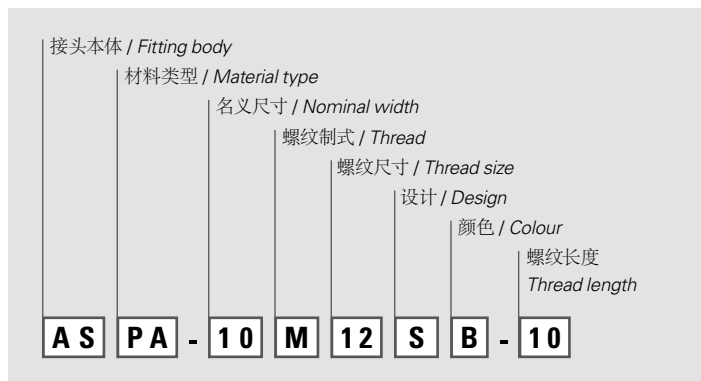 接头本体 / Fitting body
材料类型 / Material type
名义尺寸 / Nominal width
螺纹制式 / Thread
螺纹尺寸 / Thread size
设计 / Design
颜色 / Colour
螺纹长度
Thread length
AS PA - 10 M 12 S B - 10